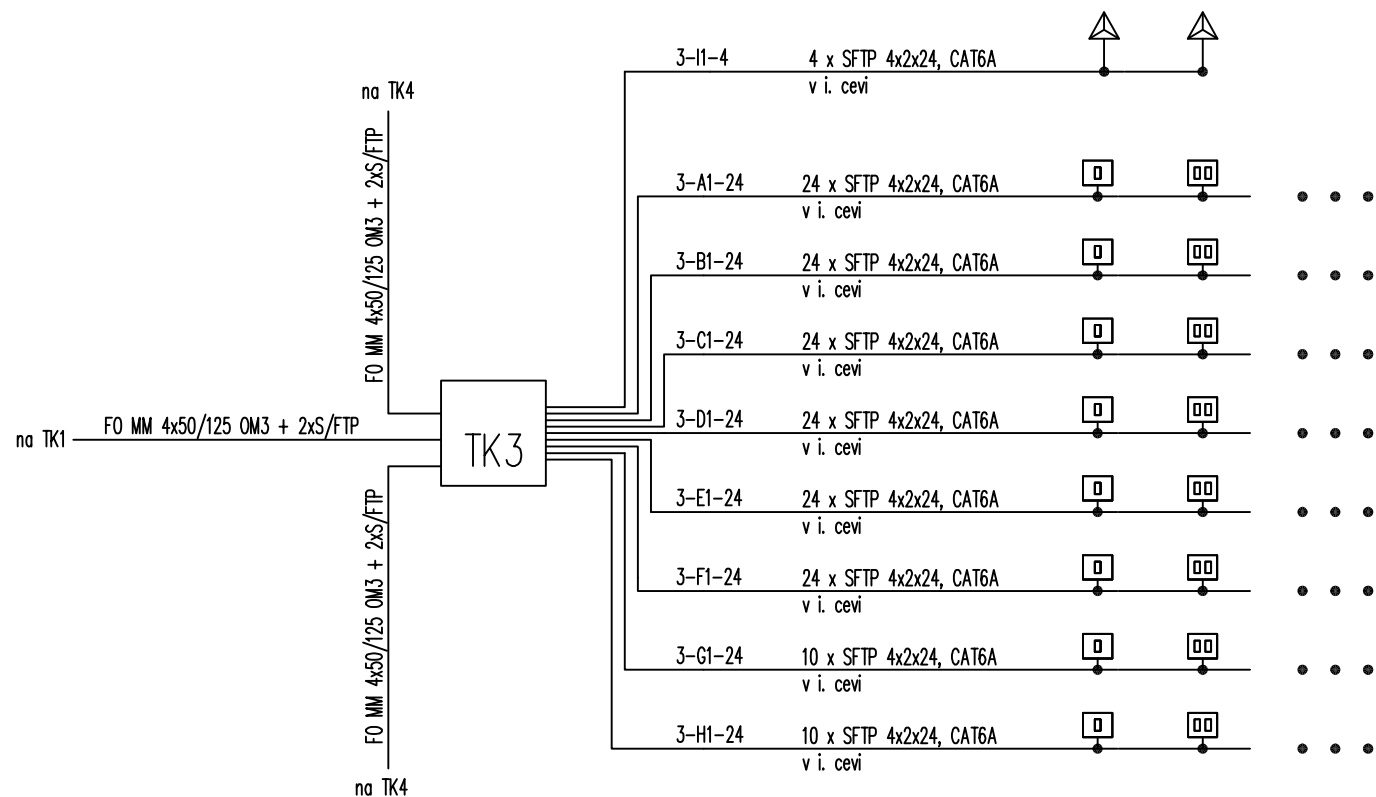 3-I1-4 4 x SFTP 4x2x24, CAT6A
v i. cevi
na TK4
FO MM 4x50/125 OM3 + 2xS/FTP
3-A1-24 24 x SFTP 4x2x24, CAT6A
v i. cevi
3-B1-24 24 x SFTP 4x2x24, CAT6A
v i. cevi
3-C1-24 24 x SFTP 4x2x24, CAT6A
v i. cevi
3-D1-24 24 x SFTP 4x2x24, CAT6A
v i. cevi
na TK1 FO MM 4x50/125 OM3 + 2xS/FTP
TK3
3-E1-24 24 x SFTP 4x2x24, CAT6A
v i. cevi
3-F1-24 24 x SFTP 4x2x24, CAT6A
v i. cevi
FO MM 4x50/125 OM3 + 2xS/FTP
3-G1-24 10 x SFTP 4x2x24, CAT6A
v i. cevi
3-H1-24 10 x SFTP 4x2x24, CAT6A
v i. cevi
na TK4